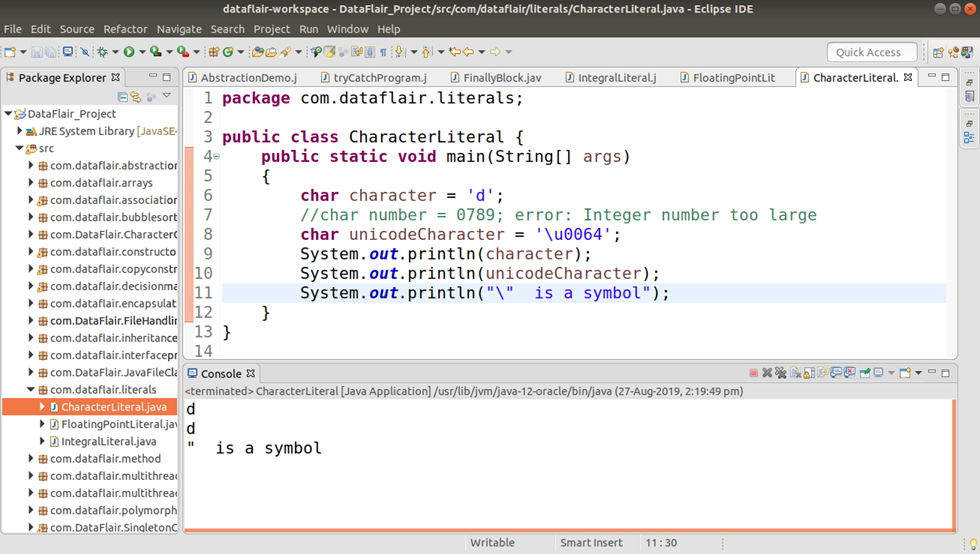 dataflair-workspace - DataFlair_Project/src/com/dataflair/literals/CharacterLiteral.java - Eclipse IDE
File Edit Source Refactor Navigate Search Project Run Window Help
Quick Access
Package Explorer
AbstractionDemo.j tryCatchProgram.j FinallyBlock.jav IntegralLiteral.j FloatingPointLit CharacterLiteral.
DataFlair_Project
JRE System Library [JavaSE-
src
com.dataflair.abstraction
com.dataflair.arrays
com.dataflair.association
com.dataflair.bubblesort
com.DataFlair.CharacterC
com.dataflair.constructo
com.dataflair.copyconstr
com.dataflair.decisionma
com.dataflair.encapsulat
com.DataFlair.FileHandlin
com.dataflair.inheritance
com.dataflair.interfacepr
com.DataFlair.JavaFileCla
com.dataflair.literals
CharacterLiteral.java
FloatingPointLiteral.jav
IntegralLiteral.java
com.dataflair.method
com.dataflair.multithread
com.dataflair.multithread
com.dataflair.polymorph
com.DataFlair.SingletonC
1 package com.dataflair.literals;
2
3 public class CharacterLiteral {
4 public static void main(String[] args)
5 {
6 char character = 'd';
7 //char number = 0789; error: Integer number too large
8 char unicodeCharacter = '\u0064';
9 System.out.println(character);
10 System.out.println(unicodeCharacter);
11 System.out.println("\"  is a symbol");
12 }
13 }
14
Console
<terminated> CharacterLiteral [Java Application] /usr/lib/jvm/java-12-oracle/bin/java (27-Aug-2019, 2:19:49 pm)
d
d
"  is a symbol
Writable Smart Insert 11 : 30